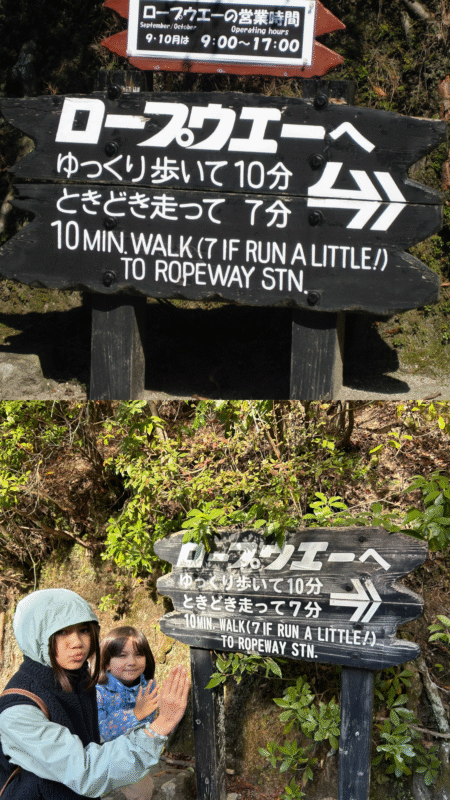 ロープウエーの営業時間
September/October Operating hours
9・10月は 9:00〜17:00
ロープウエーへ
ゆっくり歩いて10分
ときどき走って 7分
10 MIN. WALK (7 IF RUN A LITTLE!)
TO ROPEWAY STN.
ロープウエーへ
ゆっくり歩いて10分
ときどき走って7分
10 MIN. WALK (7 IF RUN A LITTLE!)
TO ROPEWAY STN.